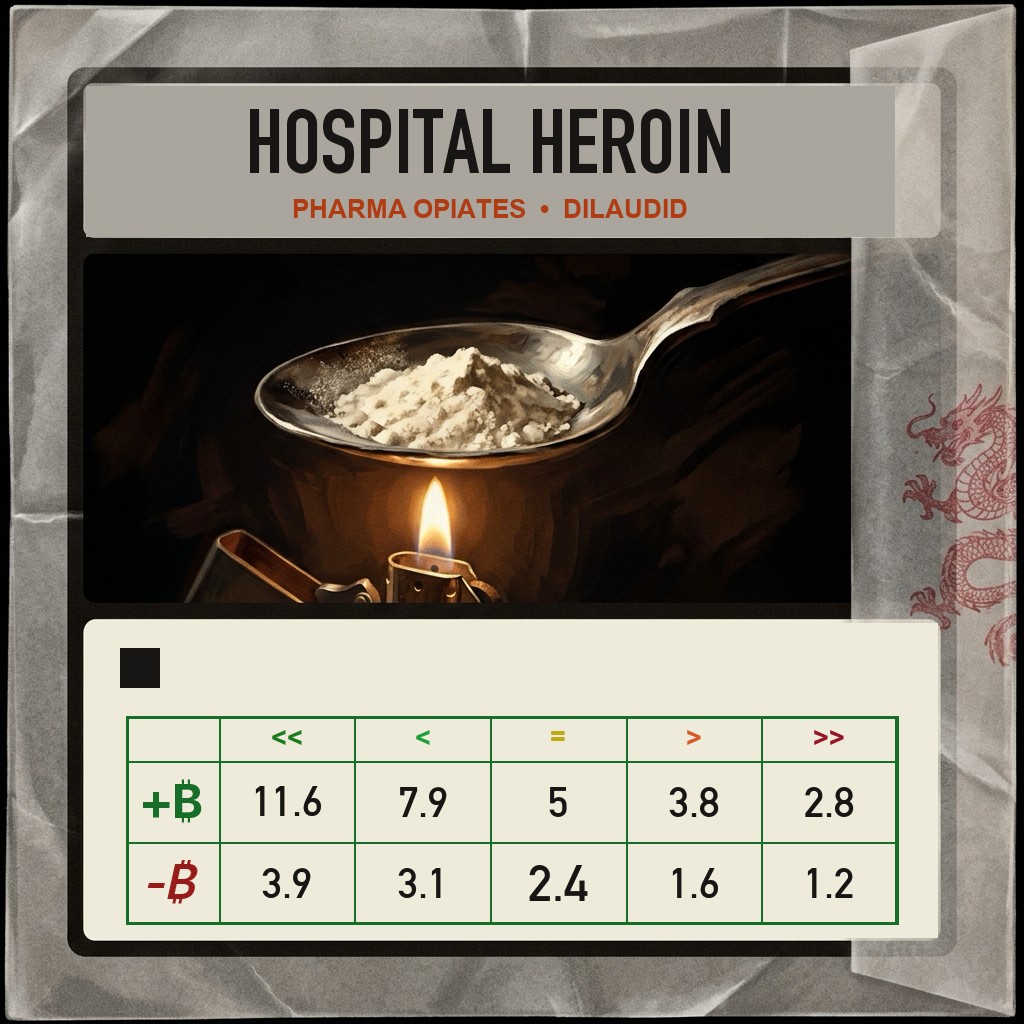 HOSPITAL HEROIN
PHARMA OPIATES • DILAUDID
<< < = > >>
+₿ 11.6 7.9 5 3.8 2.8
-₿ 3.9 3.1 2.4 1.6 1.2